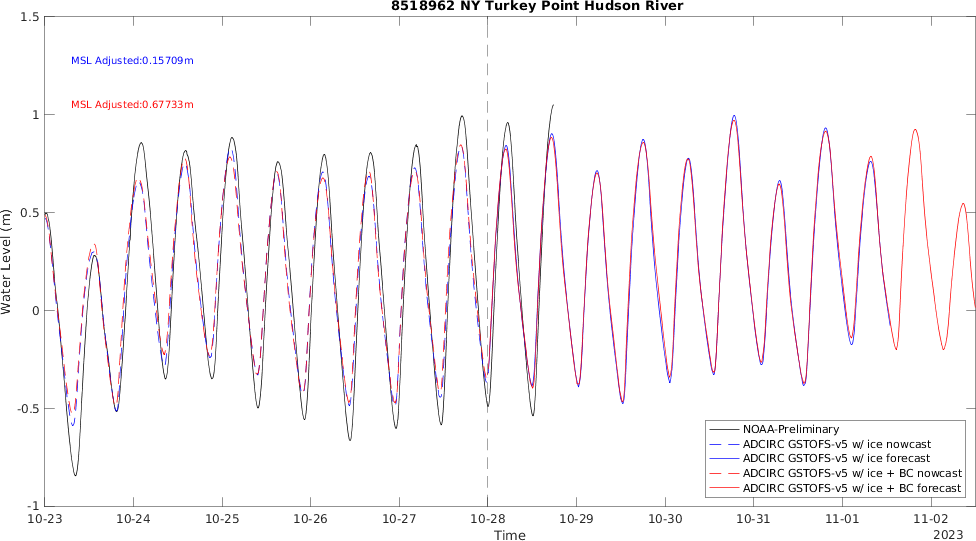 8518962 NY Turkey Point Hudson River
1.5
MSL Adjusted:0.15709m
MSL Adjusted:0.67733m
1
0.5
0
-0.5
-1
Water Level (m)
NOAA-Preliminary
ADCIRC GSTOFS-v5 w/ ice nowcast
ADCIRC GSTOFS-v5 w/ ice forecast
ADCIRC GSTOFS-v5 w/ ice + BC nowcast
ADCIRC GSTOFS-v5 w/ ice + BC forecast
10-23 10-24 10-25 10-26 10-27 10-28 10-29 10-30 10-31 11-01 11-02
Time
2023